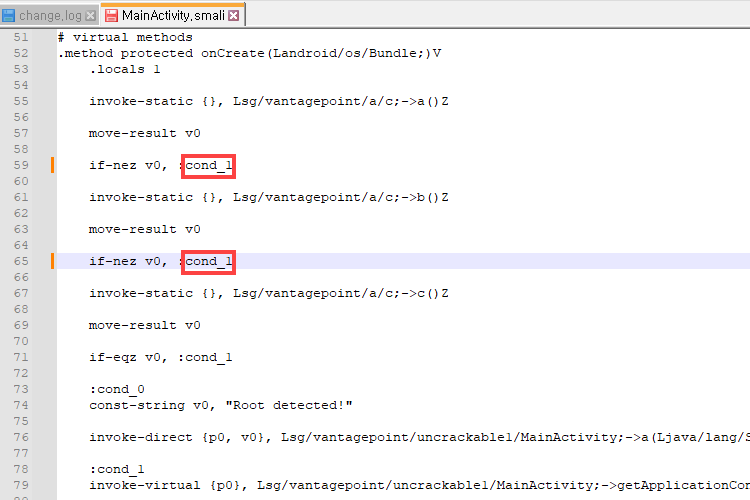 change.log MainActivity.smali
51 # virtual methods
52 .method protected onCreate(Landroid/os/Bundle;)V
53 .locals 1
54
55 invoke-static {}, Lsg/vantagepoint/a/c;->a()Z
56
57 move-result v0
58
59 if-nez v0, :cond_1
60
61 invoke-static {}, Lsg/vantagepoint/a/c;->b()Z
62
63 move-result v0
64
65 if-nez v0, :cond_1
66
67 invoke-static {}, Lsg/vantagepoint/a/c;->c()Z
68
69 move-result v0
70
71 if-eqz v0, :cond_1
72
73 :cond_0
74 const-string v0, "Root detected!"
75
76 invoke-direct {p0, v0}, Lsg/vantagepoint/uncrackable1/MainActivity;->a(Ljava/lang/S
77
78 :cond_1
79 invoke-virtual {p0}, Lsg/vantagepoint/uncrackable1/MainActivity;->getApplicationCo